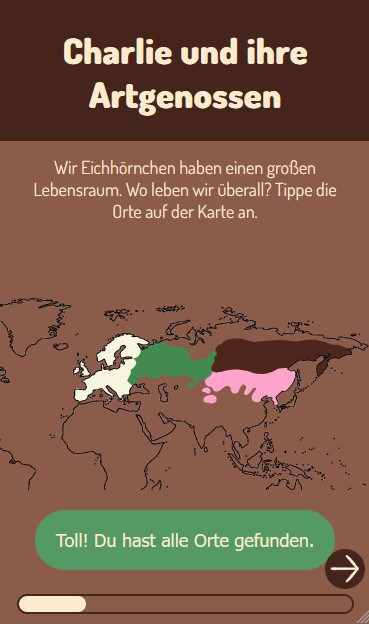 Charlie und ihre
Artgenossen
Wir Eichhörnchen haben einen großen
Lebensraum. Wo leben wir überall? Tippe die
Orte auf der Karte an.
Toll! Du hast alle Orte gefunden.